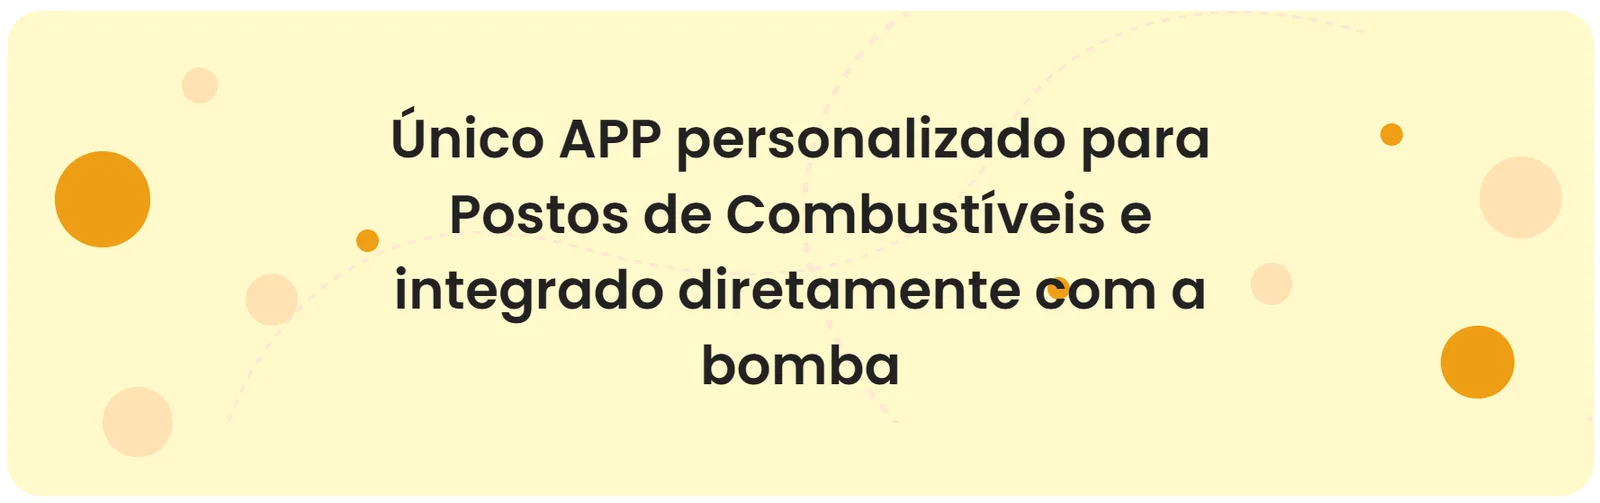 Único APP personalizado para
Postos de Combustíveis e
integrado diretamente com a
bomba